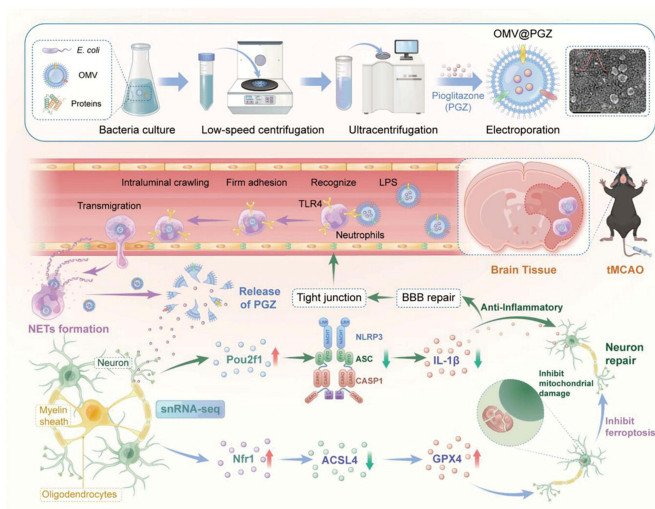 E. coli
OMV
Proteins
Bacteria culture
Low-speed centrifugation
Ultracentrifugation
Pioglitazone
(PGZ)
OMV@PGZ
Electroporation
Intraluminal crawling
Firm adhesion
Recognize
LPS
Transmigration
TLR4
Neutrophils
Brain Tissue
tMCAO
NETs formation
Release
of PGZ
Tight junction
BBB repair
Anti-Inflammatory
Neuron
repair
Neuron
Pou2f1
NLRP3
ASC
CASP1
IL-1β
Inhibit
mitochondrial
damage
Myelin
sheath
snRNA-seq
Inhibit
ferroptosis
Nfr1
ACSL4
GPX4
Oligodendrocytes